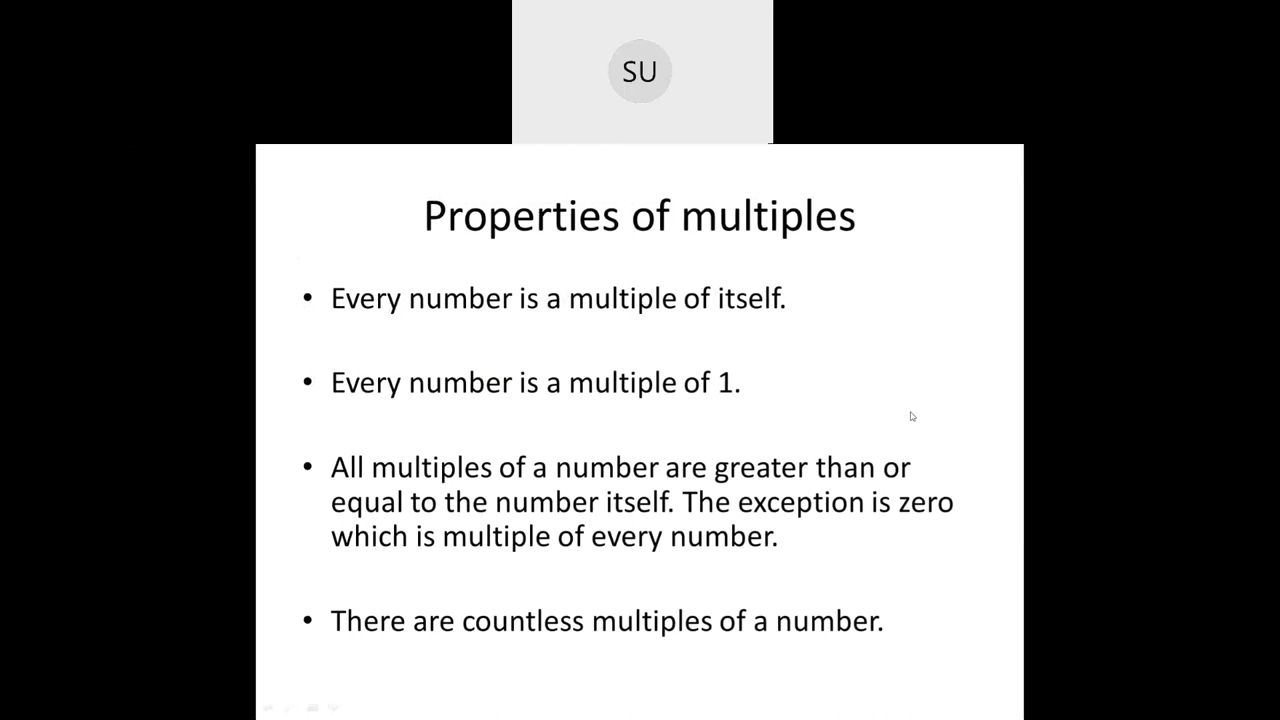 SU
Properties of multiples
• Every number is a multiple of itself.
• Every number is a multiple of 1.
• All multiples of a number are greater than or
equal to the number itself. The exception is zero
which is multiple of every number.
• There are countless multiples of a number.